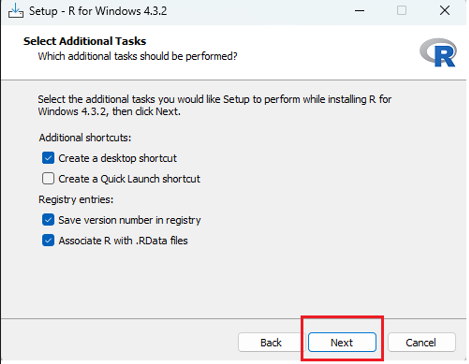 Setup - R for Windows 4.3.2
Select Additional Tasks
Which additional tasks should be performed?
R
Select the additional tasks you would like Setup to perform while installing R for
Windows 4.3.2, then click Next.
Additional shortcuts:
Create a desktop shortcut
Create a Quick Launch shortcut
Registry entries:
Save version number in registry
Associate R with .RData files
Back Next Cancel